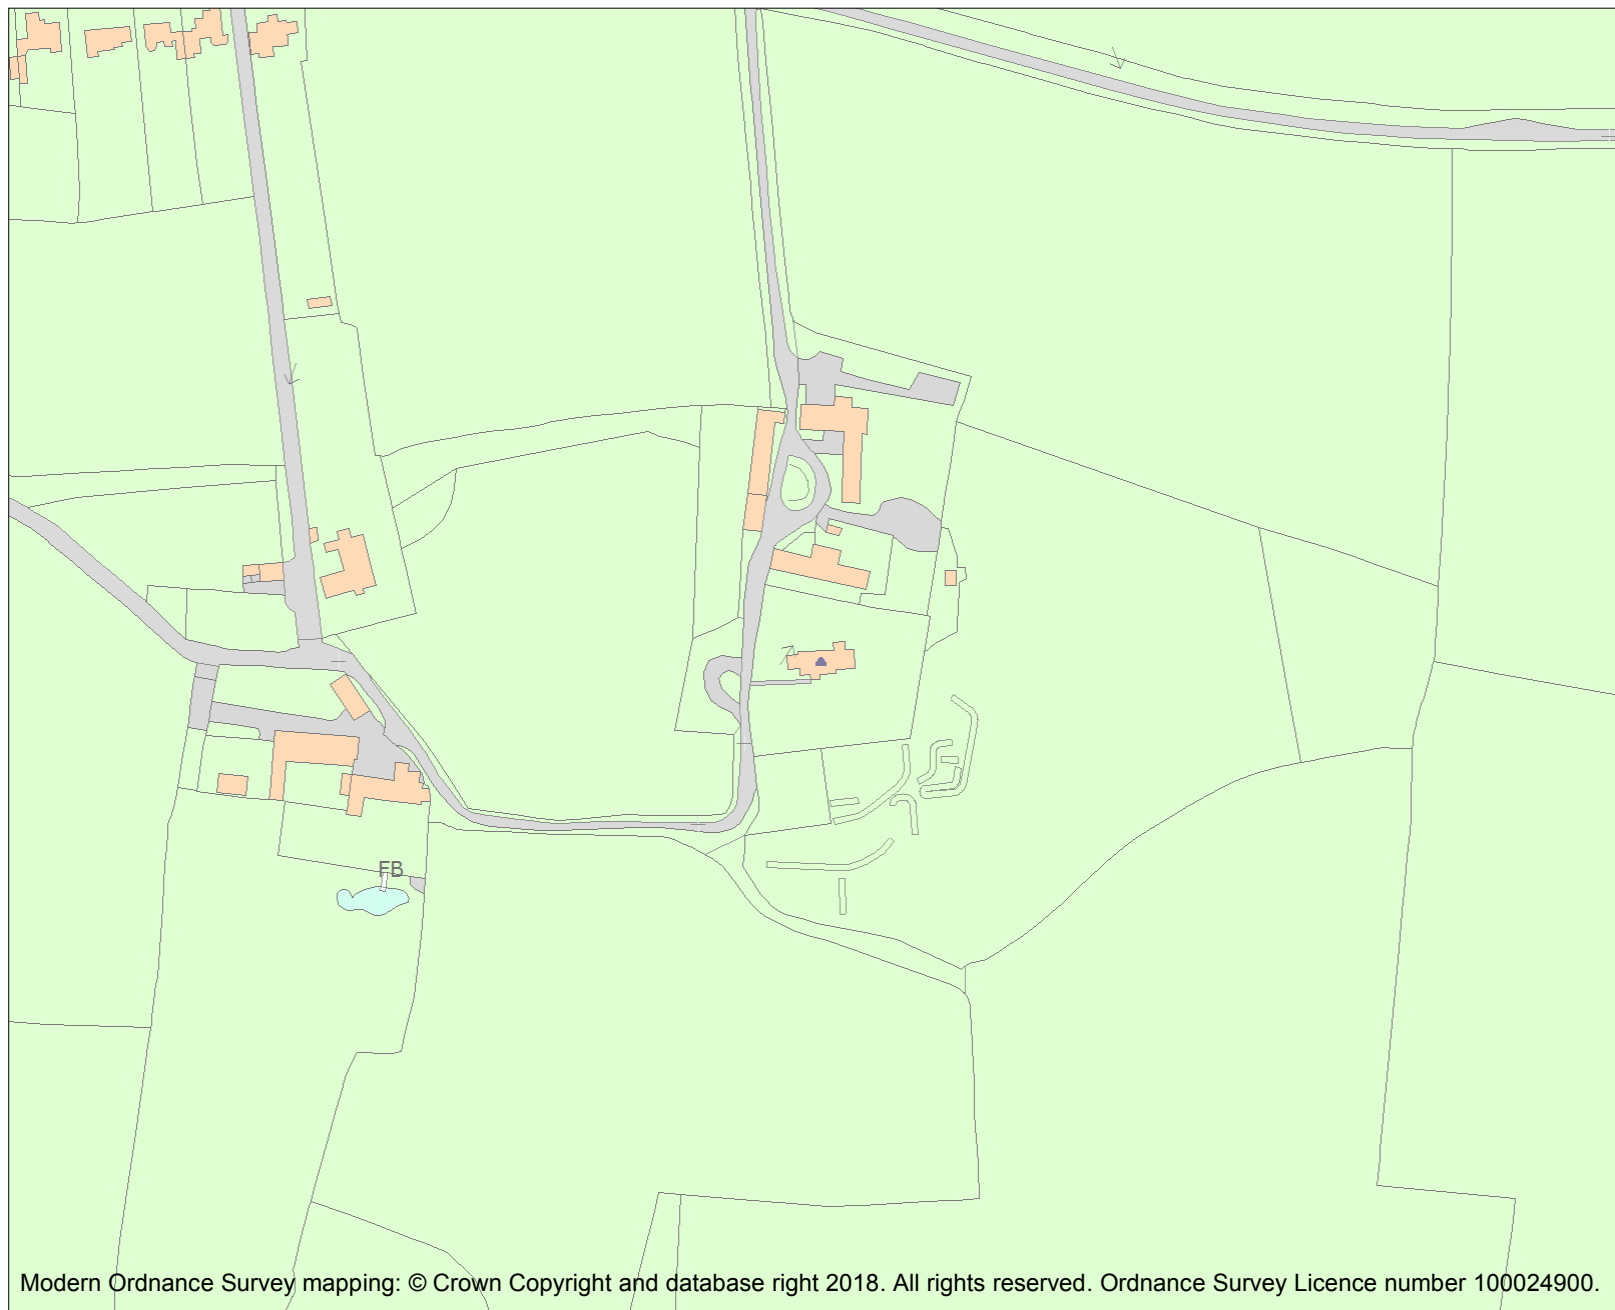 FB
Modern Ordnance Survey mapping: © Crown Copyright and database right 2018. All rights reserved. Ordnance Survey Licence number 100024900.